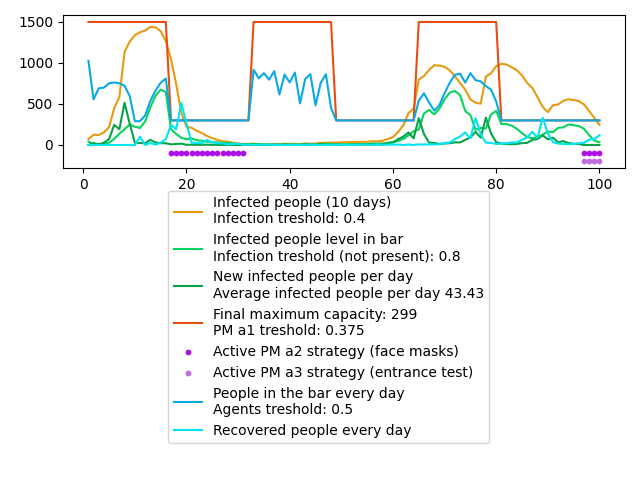 1500
1000
500
0
0 20 40 60 80 100
Infected people (10 days)
Infection treshold: 0.4
Infected people level in bar
Infection treshold (not present): 0.8
New infected people per day
Average infected people per day 43.43
Final maximum capacity: 299
PM a1 treshold: 0.375
Active PM a2 strategy (face masks)
Active PM a3 strategy (entrance test)
People in the bar every day
Agents treshold: 0.5
Recovered people every day